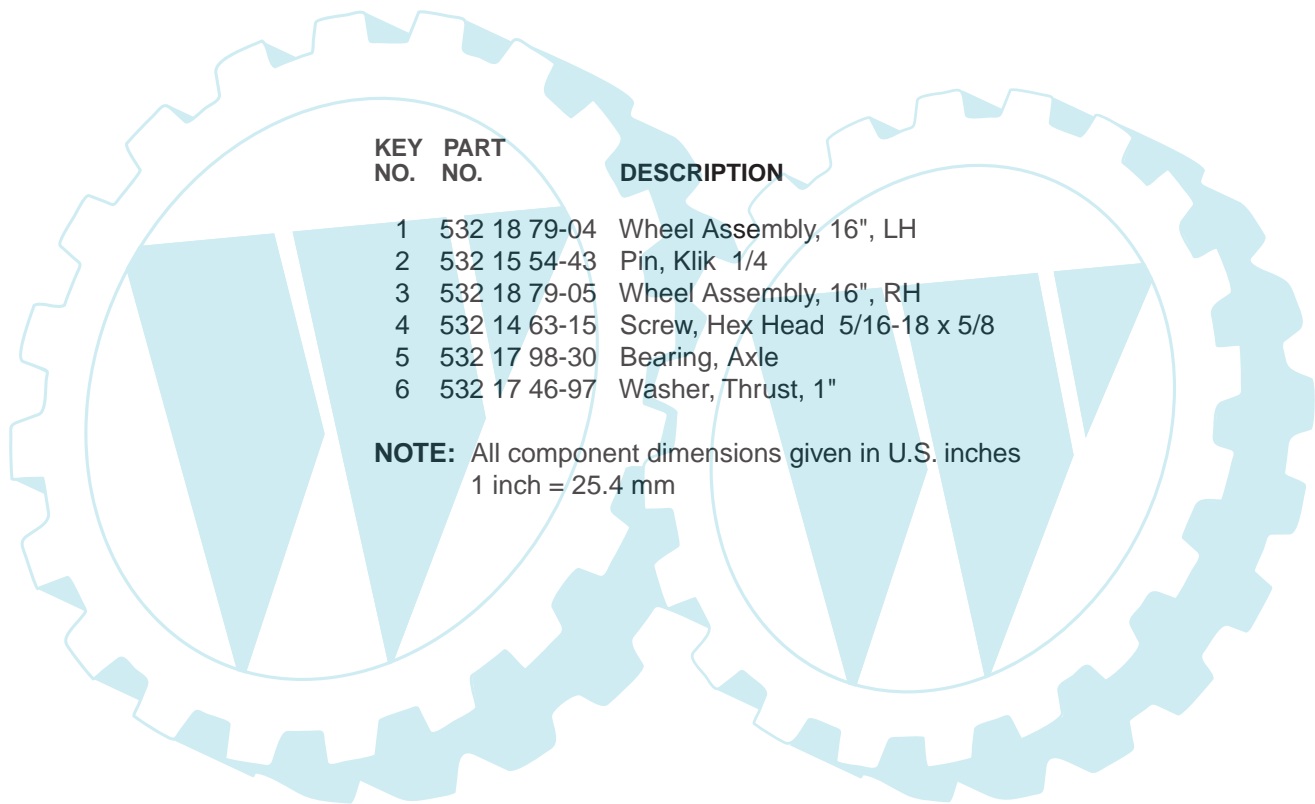 KEY PART
NO. NO. DESCRIPTION
1 532 18 79-04 Wheel Assembly, 16", LH
2 532 15 54-43 Pin, Klik 1/4
3 532 18 79-05 Wheel Assembly, 16", RH
4 532 14 63-15 Screw, Hex Head 5/16-18 x 5/8
5 532 17 98-30 Bearing, Axle
6 532 17 46-97 Washer, Thrust, 1"
NOTE: All component dimensions given in U.S. inches
1 inch = 25.4 mm